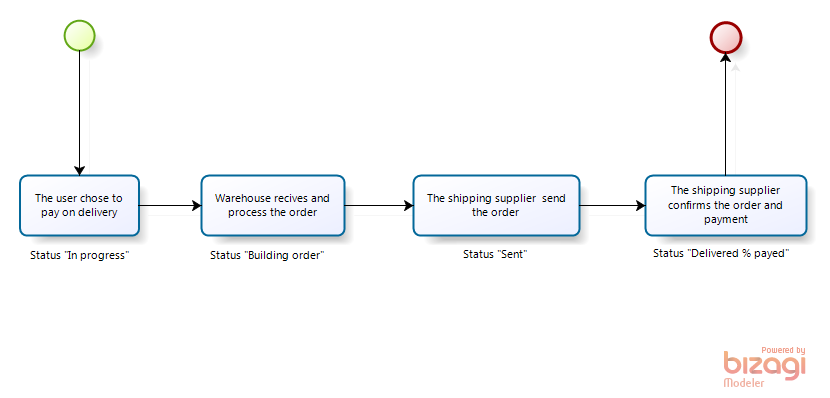 The user chose to
pay on delivery
Warehouse recives and
process the order
The shipping supplier  send
the order
The shipping supplier
confirms the order and
payment
Status "In progress"
Status "Building order"
Status "Sent"
Status "Delivered % payed"
Powered by
bizagi
Modeler